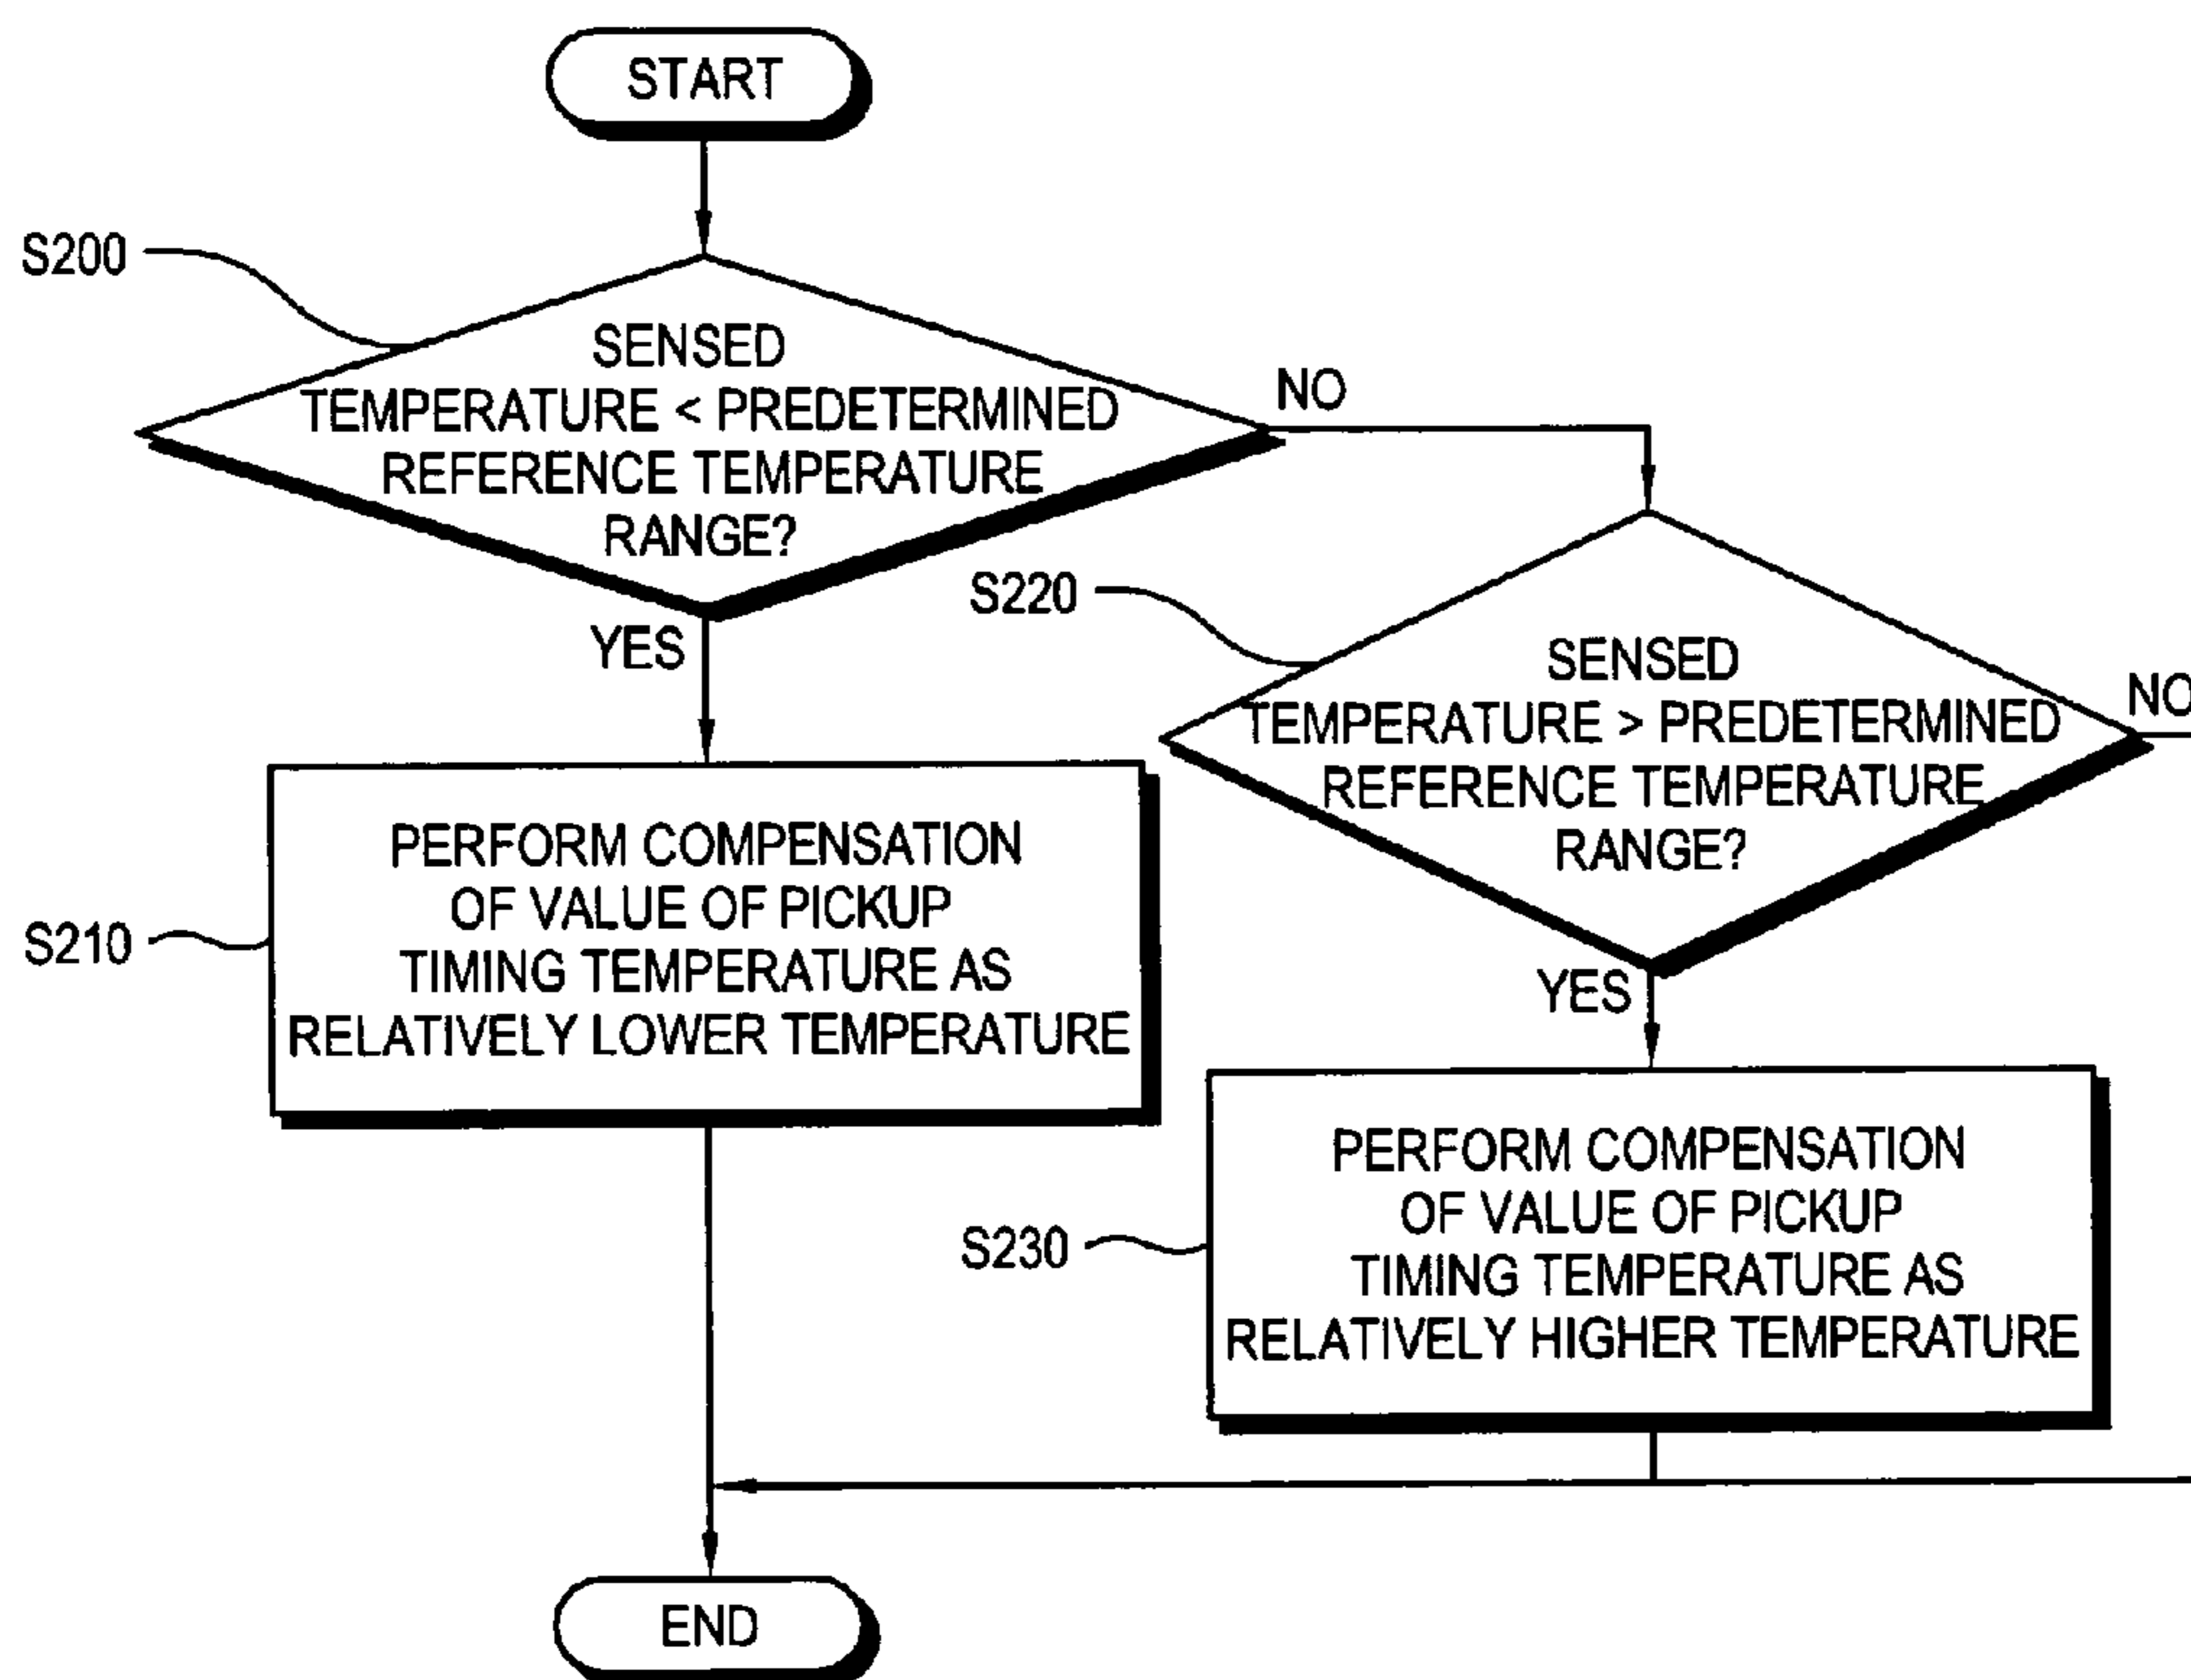 START
S200
SENSED
TEMPERATURE < PREDETERMINED
REFERENCE TEMPERATURE
RANGE?
NO
YES
S220
SENSED
TEMPERATURE > PREDETERMINED
REFERENCE TEMPERATURE
RANGE?
NO
YES
S210
PERFORM COMPENSATION
OF VALUE OF PICKUP
TIMING TEMPERATURE AS
RELATIVELY LOWER TEMPERATURE
S230
PERFORM COMPENSATION
OF VALUE OF PICKUP
TIMING TEMPERATURE AS
RELATIVELY HIGHER TEMPERATURE
END